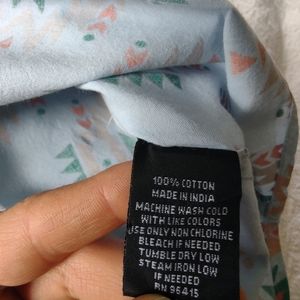 100% COTTON
MADE IN INDIA
MACHINE WASH COLD
WITH LIKE COLORS
USE ONLY NON CHLORINE
BLEACH IF NEEDED
TUMBLE DRY LOW
STEAM IRON LOW
IF NEEDED
RN 96415